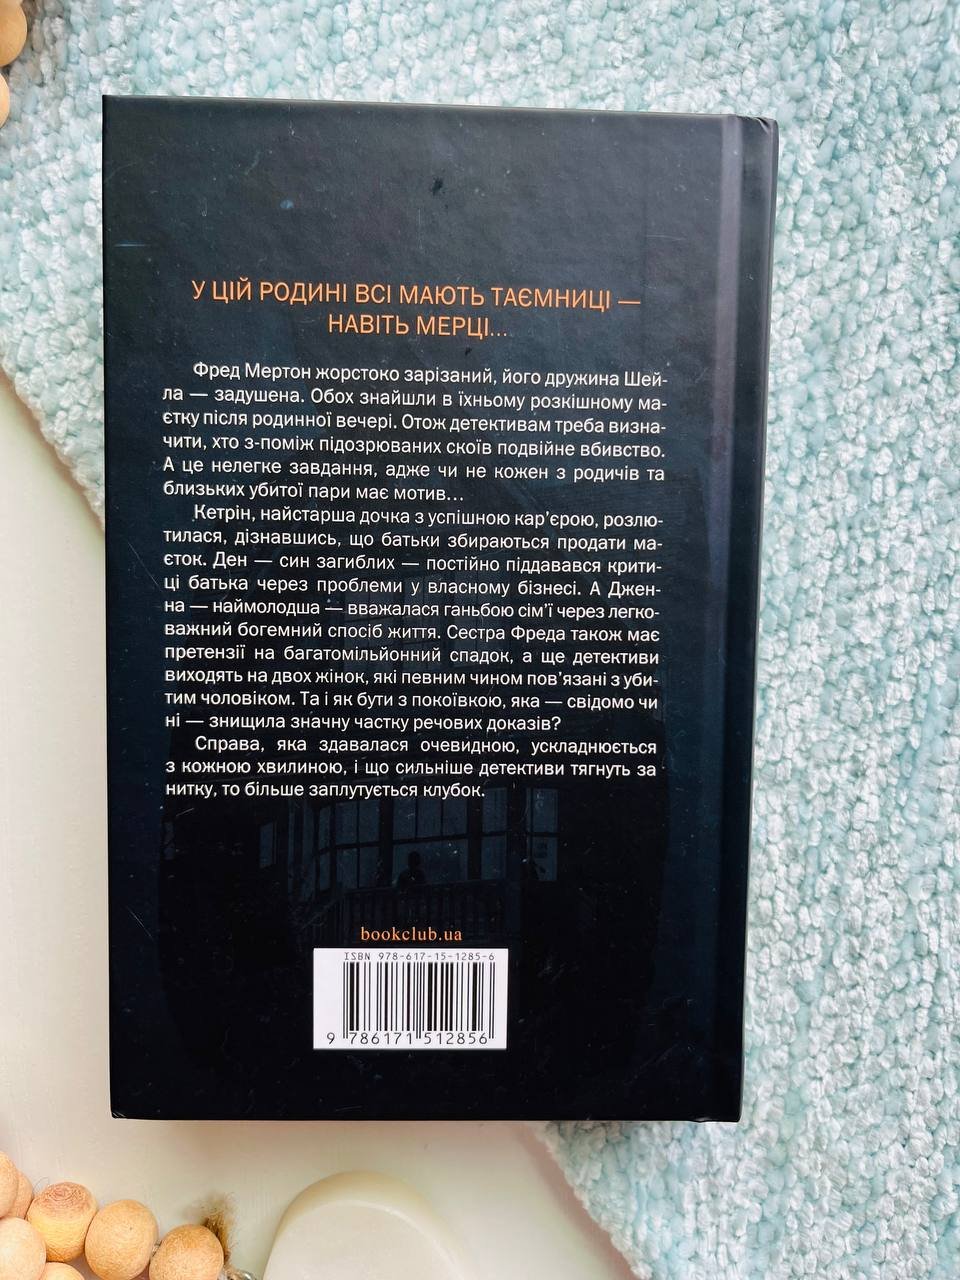 У ЦІЙ РОДИНІ ВСІ МАЮТЬ ТАЄМНИЦІ —
НАВІТЬ МЕРЦІ...
Фред Мертон жорстоко зарізаний, його дружина Шей-
ла — задушена. Обох знайшли в їхньому розкішному ма-
єтку після родинної вечері. Отож детективам треба визна-
чити, хто з-поміж підозрюваних скоїв подвійне вбивство.
А це нелегке завдання, адже чи не кожен з родичів та
близьких убитої пари має мотив...
Кетрін, найстарша дочка з успішною кар’єрою, розлю-
тилася, дізнавшись, що батьки збираються продати ма-
єток. Ден — син загиблих — постійно піддавався крити-
ці батька через проблеми у власному бізнесі. А Джен-
на — наймолодша — вважалася ганьбою сім’ї через легко-
важний богемний спосіб життя. Сестра Фреда також має
претензії на багатомільйонний спадок, а ще детективи
виходять на двох жінок, які певним чином пов’язані з уби-
тим чоловіком. Та і як бути з покоївкою, яка — свідомо чи
ні — знищила значну частку речових доказів?
Справа, яка здавалася очевидною, ускладнюється
з кожною хвилиною, і що сильніше детективи тягнуть за
нитку, то більше заплутується клубок.
bookclub.ua
ISBN 978-617-15-1285-6
9 786171 512856